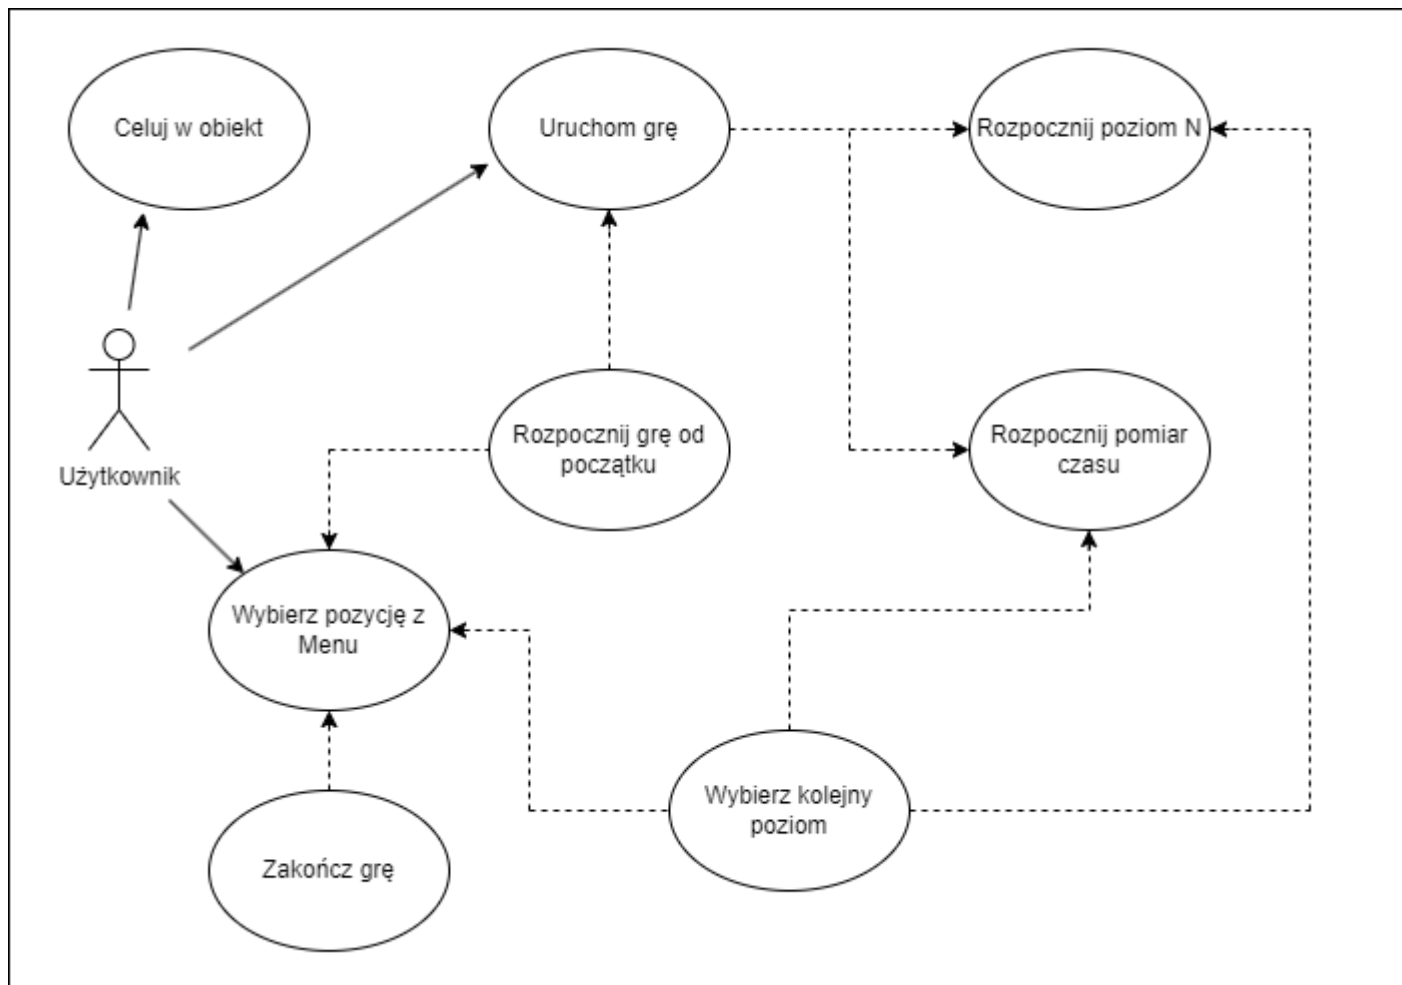 Celuj w obiekt
Uruchom grę
Rozpocznij poziom N
Użytkownik
Rozpocznij grę od
początku
Rozpocznij pomiar
czasu
Wybierz pozycję z
Menu
Wybierz kolejny
poziom
Zakończ grę